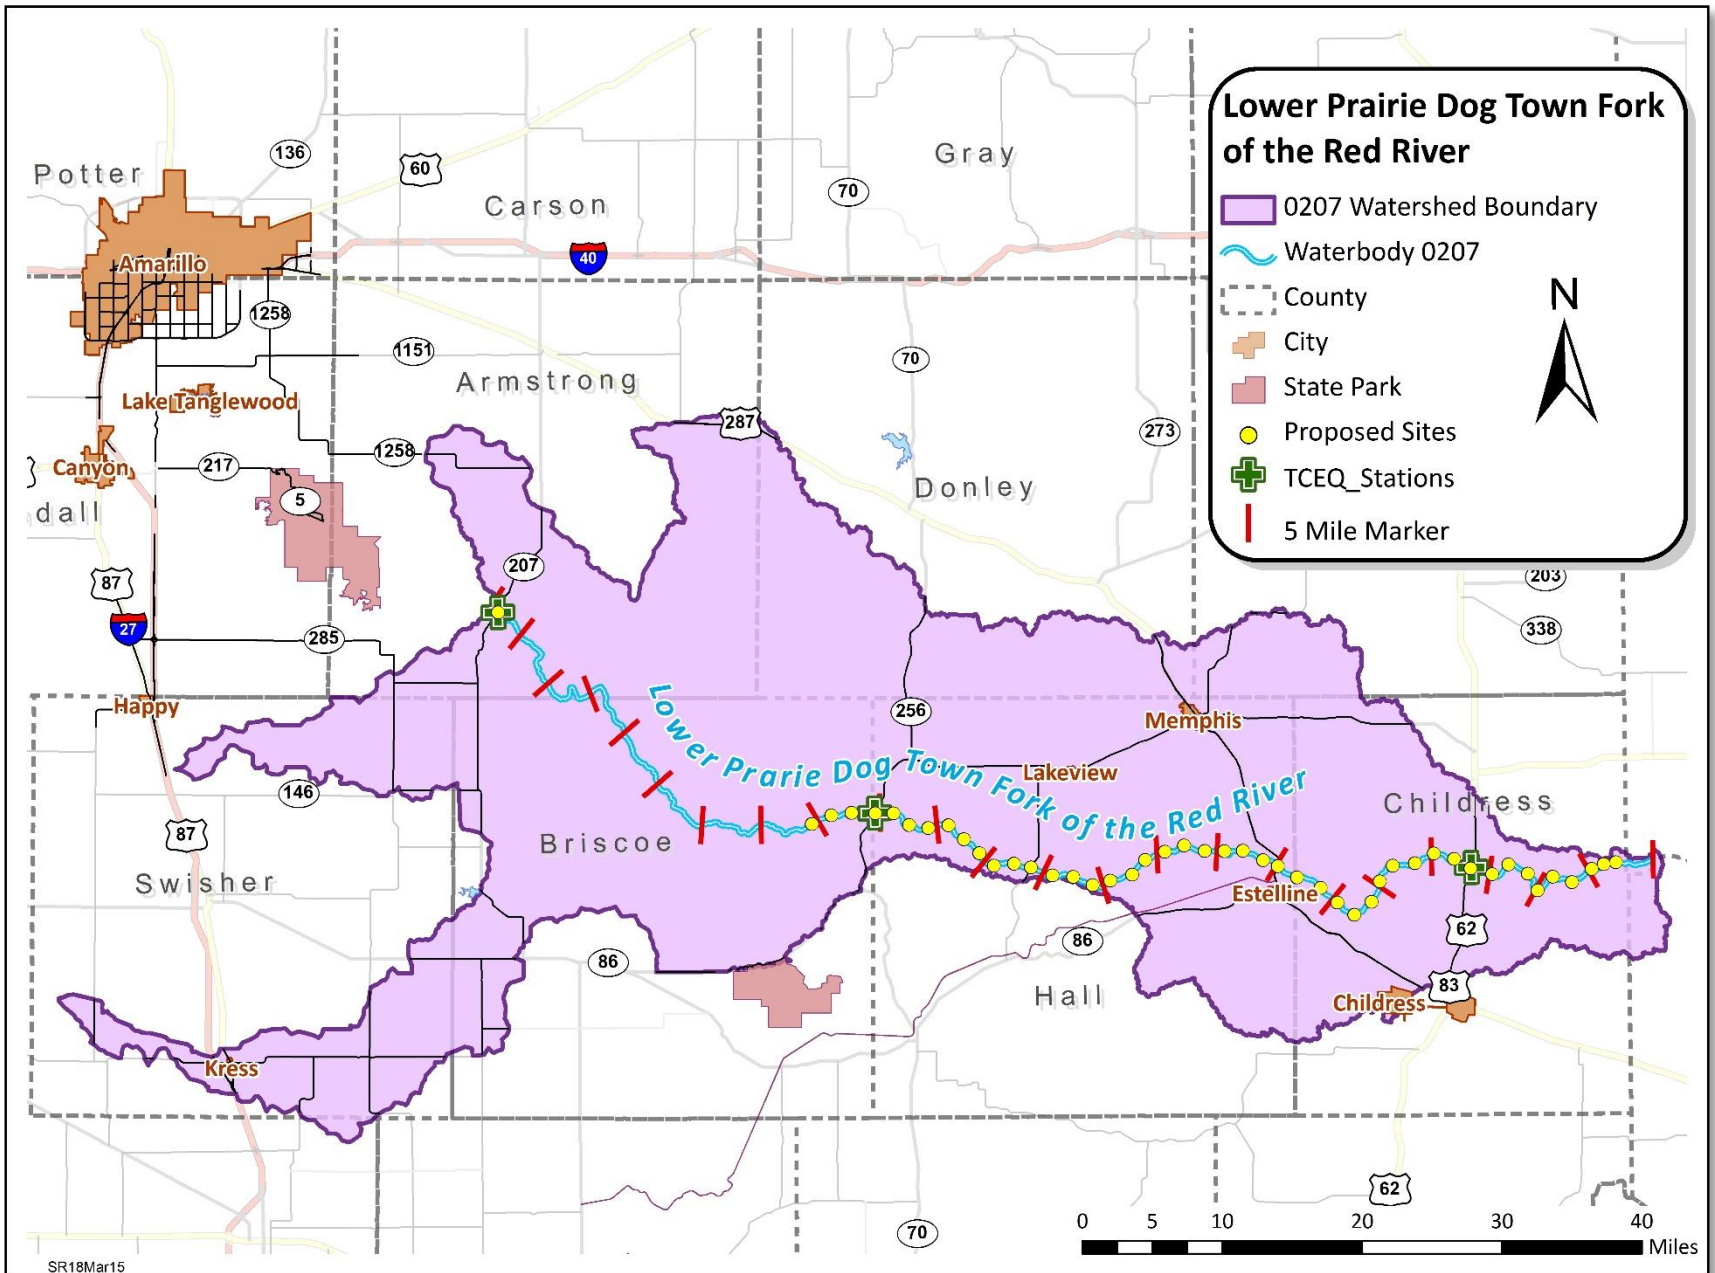 Lower Prairie Dog Town Fork
of the Red River
0207 Watershed Boundary
Waterbody 0207
County
City
State Park
Proposed Sites
TCEQ_Stations
5 Mile Marker
N
Potter
136
60
Gray
70
Carson
40
Amarillo
1258
1151
70
Armstrong
Lake Tanglewood
287
273
1258
Canyon
217
Donley
5
dall
207
203
87
27
285
338
Happy
256
Memphis
Lower Prarie Dog Town Fork of the Red River
Lakeview
146
Childress
87
Briscoe
Swisher
Estelline
62
86
86
83
Hall
Childress
Kress
62
70
0 5 10 20 30 40
Miles
SR18Mar15